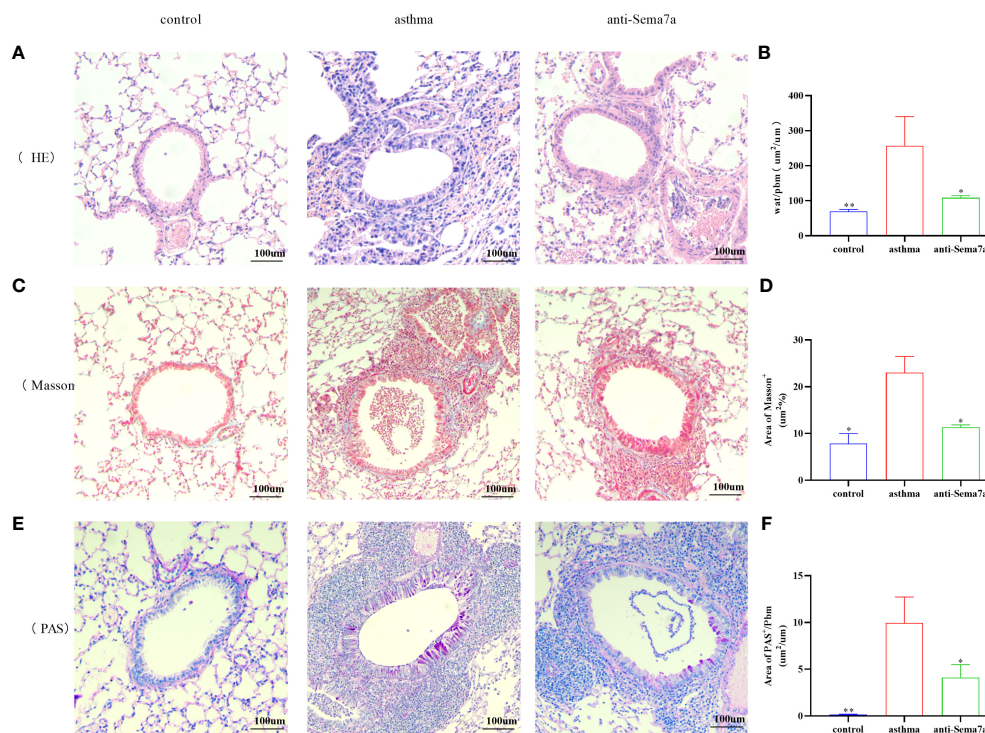 control asthma anti-Sema7a
A B
（ HE）
100um 100um 100um
wat/pbm ( um²/um)
400
300
200
100
0
**
*
control asthma anti-Sema7a
C D
（ Masson
100um 100um 100um
Area of Masson⁺
(um²%)
30
20
10
0
*
*
control asthma anti-Sema7a
E F
（ PAS）
100um 100um 100um
Area of PAS⁺/Pbm
(um²/um)
15
10
5
0
**
*
control asthma anti-Sema7a